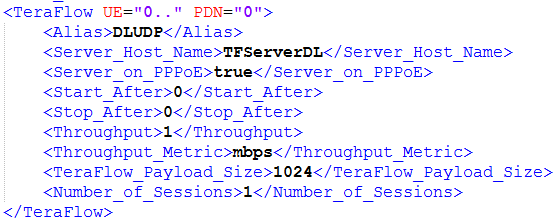 <TeraFlow UE="0.." PDN="0">
<Alias>DLUDP</Alias>
<Server_Host_Name>TFServerDL</Server_Host_Name>
<Server_on_PPPoE>true</Server_on_PPPoE>
<Start_After>0</Start_After>
<Stop_After>0</Stop_After>
<Throughput>1</Throughput>
<Throughput_Metric>mbps</Throughput_Metric>
<TeraFlow_Payload_Size>1024</TeraFlow_Payload_Size>
<Number_of_Sessions>1</Number_of_Sessions>
</TeraFlow>